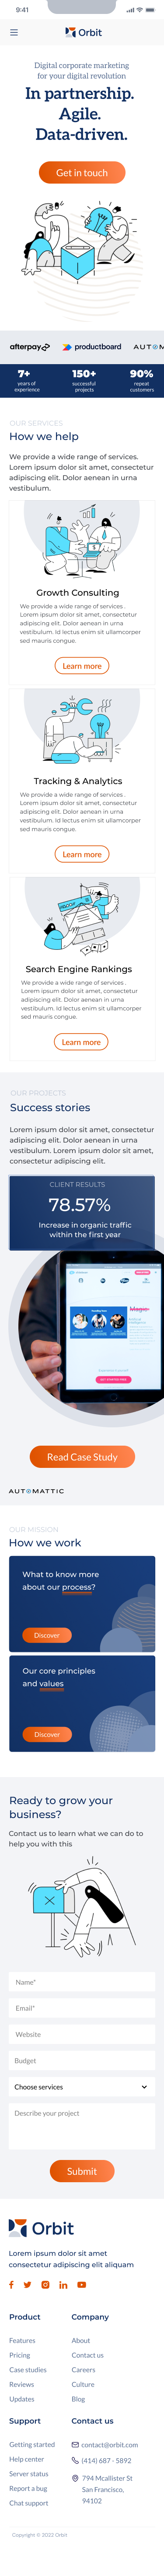 9:41
Orbit
Digital corporate marketing
for your digital revolution
In partnership.
Agile.
Data-driven.
Get in touch
afterpay
productboard
AUTOM
7+
years of
experience
150+
successful
projects
90%
repeat
customers
OUR SERVICES
How we help
We provide a wide range of services.
Lorem ipsum dolor sit amet, consectetur
adipiscing elit. Dolor aenean in urna
vestibulum.
Growth Consulting
We provide a wide range of services .
Lorem ipsum dolor sit amet, consectetur
adipiscing elit. Dolor aenean in urna
vestibulum. Id lectus enim sit ullamcorper
sed mauris congue.
Learn more
Tracking & Analytics
We provide a wide range of services .
Lorem ipsum dolor sit amet, consectetur
adipiscing elit. Dolor aenean in urna
vestibulum. Id lectus enim sit ullamcorper
sed mauris congue.
Learn more
Search Engine Rankings
We provide a wide range of services .
Lorem ipsum dolor sit amet, consectetur
adipiscing elit. Dolor aenean in urna
vestibulum. Id lectus enim sit ullamcorper
sed mauris congue.
Learn more
OUR PROJECTS
Success stories
Lorem ipsum dolor sit amet, consectetur
adipiscing elit. Dolor aenean in urna
vestibulum. Lorem ipsum dolor sit amet,
consectetur adipiscing elit.
CLIENT RESULTS
78.57%
Increase in organic traffic
within the first year
Read Case Study
AUTOMATTIC
OUR MISSION
How we work
What to know more
about our process?
Discover
Our core principles
and values
Discover
Ready to grow your
business?
Contact us to learn what we can do to
help you with this
Name*
Email*
Website
Budget
Choose services
Describe your project
Submit
Orbit
Lorem ipsum dolor sit amet
consectetur adipiscing elit aliquam
Product
Company
Features
About
Pricing
Contact us
Case studies
Careers
Reviews
Culture
Updates
Blog
Support
Contact us
Getting started
contact@orbit.com
Help center
(414) 687 - 5892
Server status
794 Mcallister St
Report a bug
San Francisco,
Chat support
94102
Copyright © 2022 Orbit